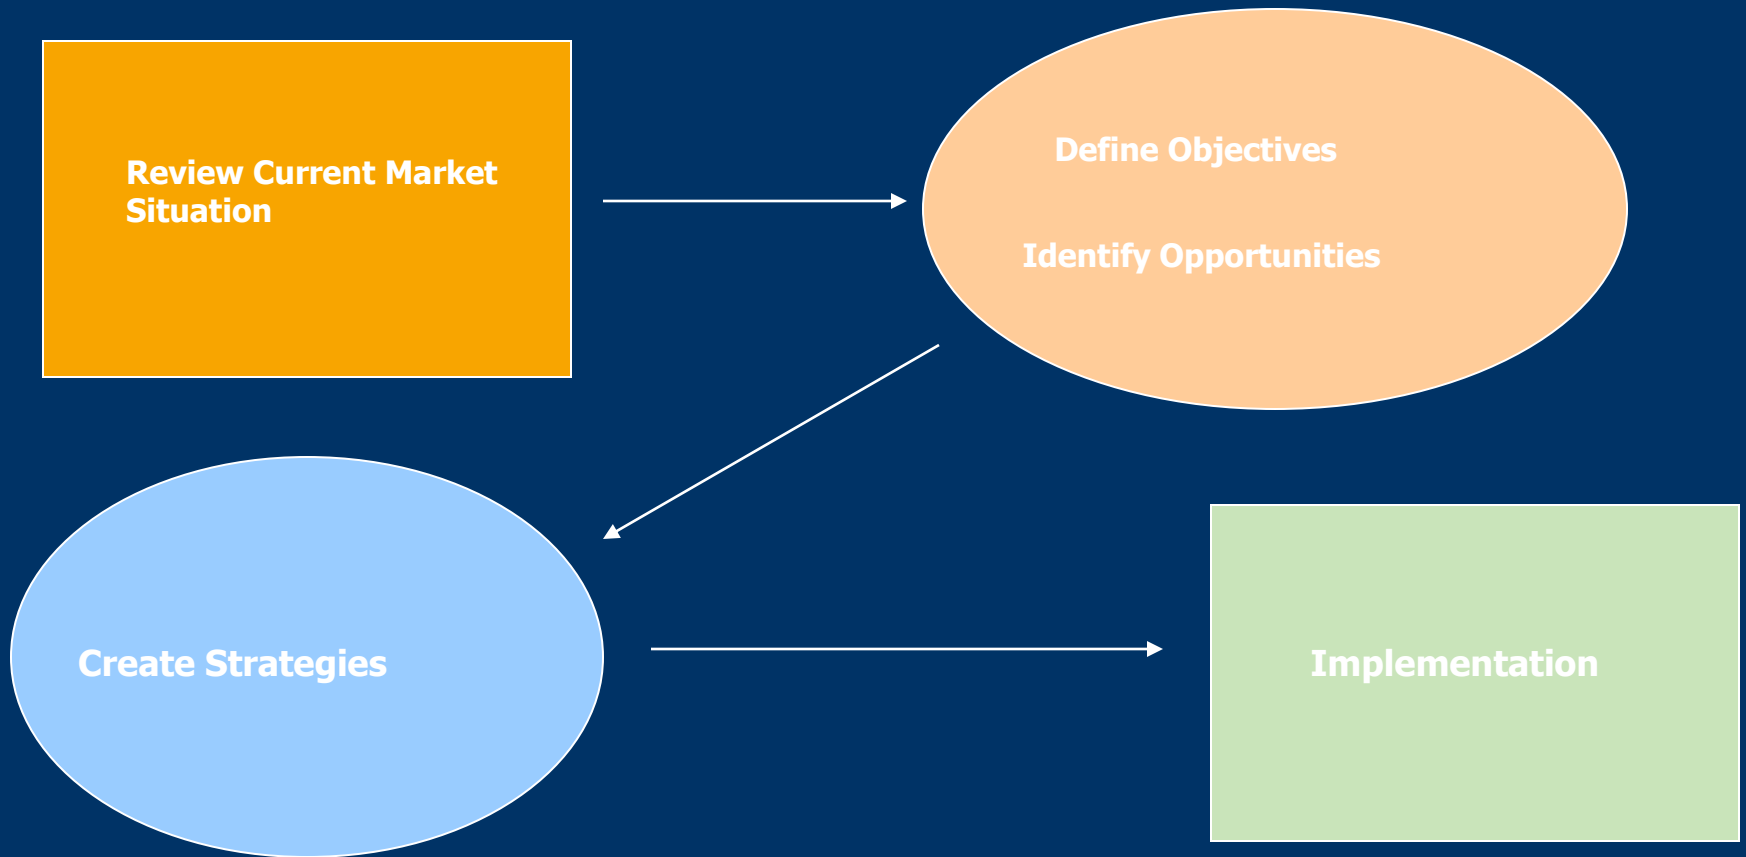 Review Current Market
Situation
Define Objectives
Identify Opportunities
Create Strategies
Implementation